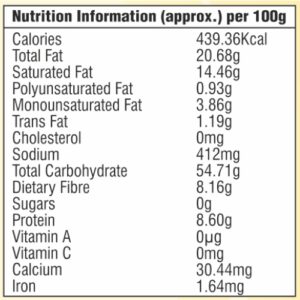 Nutrition Information (approx.) per 100g
Calories 439.36Kcal
Total Fat 20.68g
Saturated Fat 14.46g
Polyunsaturated Fat 0.93g
Monounsaturated Fat 3.86g
Trans Fat 1.19g
Cholesterol 0mg
Sodium 412mg
Total Carbohydrate 54.71g
Dietary Fibre 8.16g
Sugars 0g
Protein 8.60g
Vitamin A 0µg
Vitamin C 0mg
Calcium 30.44mg
Iron 1.64mg